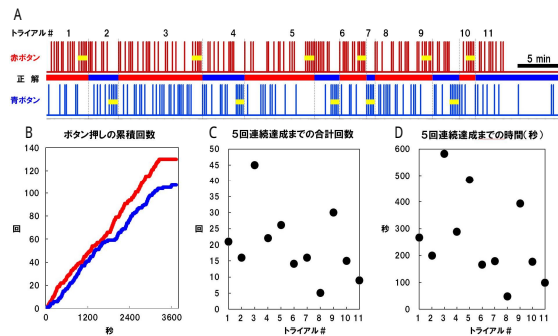 A
トライアル# 1 2 3 4 5 6 7 8 9 10 11
赤ボタン
5 min
正 解
青ボタン
B ボタン押しの累積回数
140
120
100
80
60
40
20
0
回
0 1200 2400 3600
秒
C 5回連続達成までの合計回数
50
45
40
35
30
25
20
15
10
5
0
回
1 2 3 4 5 6 7 8 9 10 11
トライアル#
D 5回連続達成までの時間(秒)
600
500
400
300
200
100
0
秒
1 2 3 4 5 6 7 8 9 10 11
トライアル#